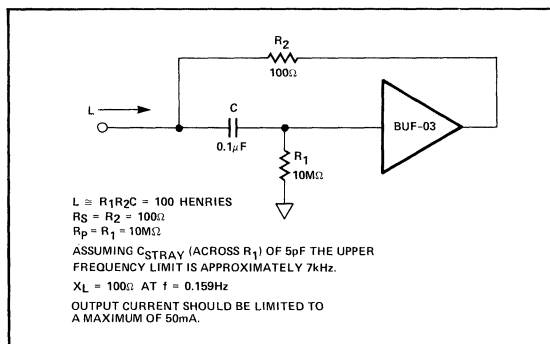 R2
100Ω
L
C
0.1μF
R1
10MΩ
BUF-03
L ≅ R1R2C = 100 HENRIES
RS = R2 = 100Ω
RP = R1 = 10MΩ
ASSUMING CSTRAY (ACROSS R1) OF 5pF THE UPPER
FREQUENCY LIMIT IS APPROXIMATELY 7kHz.
XL = 100Ω AT f = 0.159Hz
OUTPUT CURRENT SHOULD BE LIMITED TO
A MAXIMUM OF 50mA.